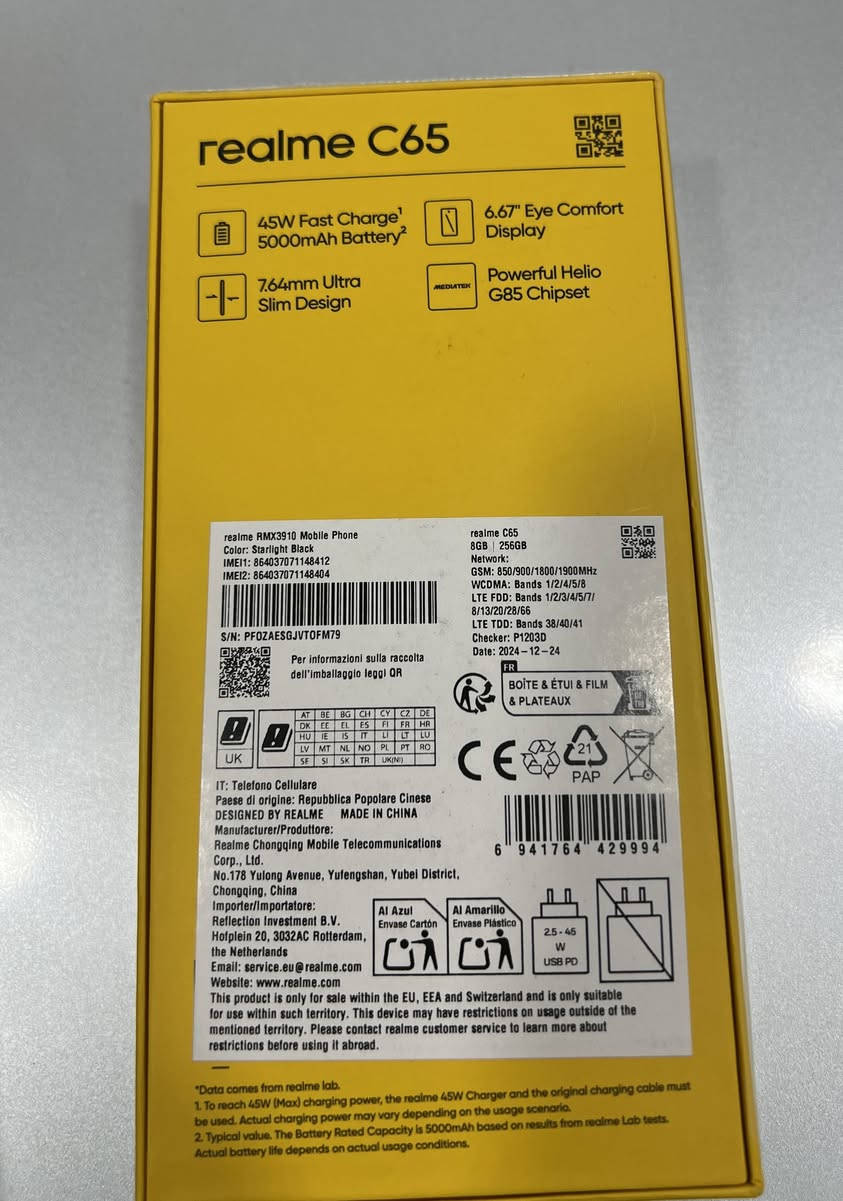 realme C65
45W Fast Charge¹
5000mAh Battery²
6.67" Eye Comfort
Display
7.64mm Ultra
Slim Design
MEDIATEK
Powerful Helio
G85 Chipset
realme RMX3910 Mobile Phone
Color: Starlight Black
IMEI1: 864037071148412
IMEI2: 864037071148404
S/N: PFOZAESGJVTOFM79
Per informazioni sulla raccolta
dell'imballaggio leggi QR
realme C65
8GB | 256GB
Network:
GSM: 850/900/1800/1900MHz
WCDMA: Bands 1/2/4/5/8
LTE FDD: Bands 1/2/3/4/5/7/
8/13/20/28/66
LTE TDD: Bands 38/40/41
Checker: P1203D
Date: 2024-12-24
FR
BOÎTE & ÉTUI & FILM
& PLATEAUX
UK
AT BE BG CH CY CZ DE
DK EE EL ES FI FR HR
HU IE IS IT LI LT LU
LV MT NL NO PL PT RO
SE SI SK TR UK(NI)
CE
21
PAP
IT: Telefono Cellulare
Paese di origine: Repubblica Popolare Cinese
DESIGNED BY REALME MADE IN CHINA
Manufacturer/Produttore:
Realme Chongqing Mobile Telecommunications
Corp., Ltd.
No.178 Yulong Avenue, Yufengshan, Yubei District,
Chongqing, China
Importer/Importatore:
Reflection Investment B.V.
Hofplein 20, 3032AC Rotterdam,
the Netherlands
Email: service.eu@realme.com
Website: www.realme.com
6 941764 429994
Al Azul
Envase Cartón
Al Amarillo
Envase Plástico
2.5 - 45
W
USB PD
This product is only for sale within the EU, EEA and Switzerland and is only suitable
for use within such territory. This device may have restrictions on usage outside of the
mentioned territory. Please contact realme customer service to learn more about
restrictions before using it abroad.
*Data comes from realme lab.
1. To reach 45W (Max) charging power, the realme 45W Charger and the original charging cable must
be used. Actual charging power may vary depending on the usage scenario.
2. Typical value. The Battery Rated Capacity is 5000mAh based on results from realme Lab tests.
Actual battery life depends on actual usage conditions.